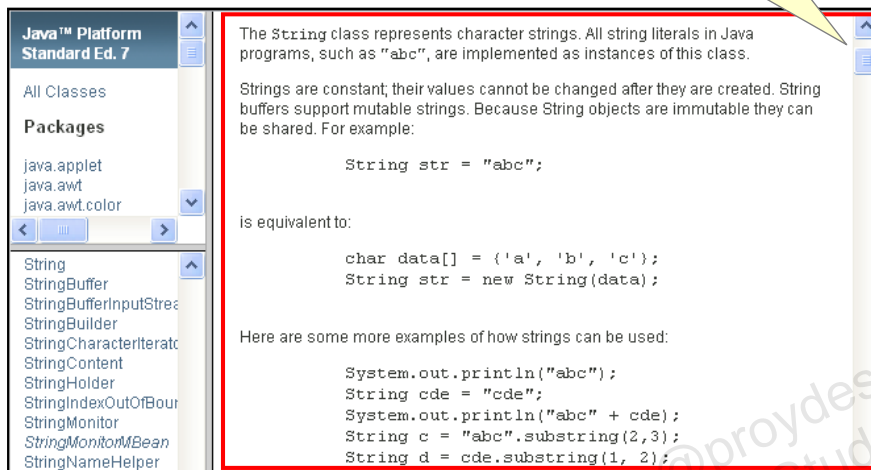 Java™ Platform
Standard Ed. 7
All Classes
Packages
java.applet
java.awt
java.awt.color
String
StringBuffer
StringBufferInputStrea
StringBuilder
StringCharacterIterato
StringContent
StringHolder
StringIndexOutOfBour
StringMonitor
StringMonitorMBean
StringNameHelper
The String class represents character strings. All string literals in Java
programs, such as "abc", are implemented as instances of this class.
Strings are constant; their values cannot be changed after they are created. String
buffers support mutable strings. Because String objects are immutable they can
be shared. For example:
String str = "abc";
is equivalent to:
char data[] = {'a', 'b', 'c'};
String str = new String(data);
Here are some more examples of how strings can be used:
System.out.println("abc");
String cde = "cde";
System.out.println("abc" + cde);
String c = "abc".substring(2,3);
String d = cde.substring(1, 2);